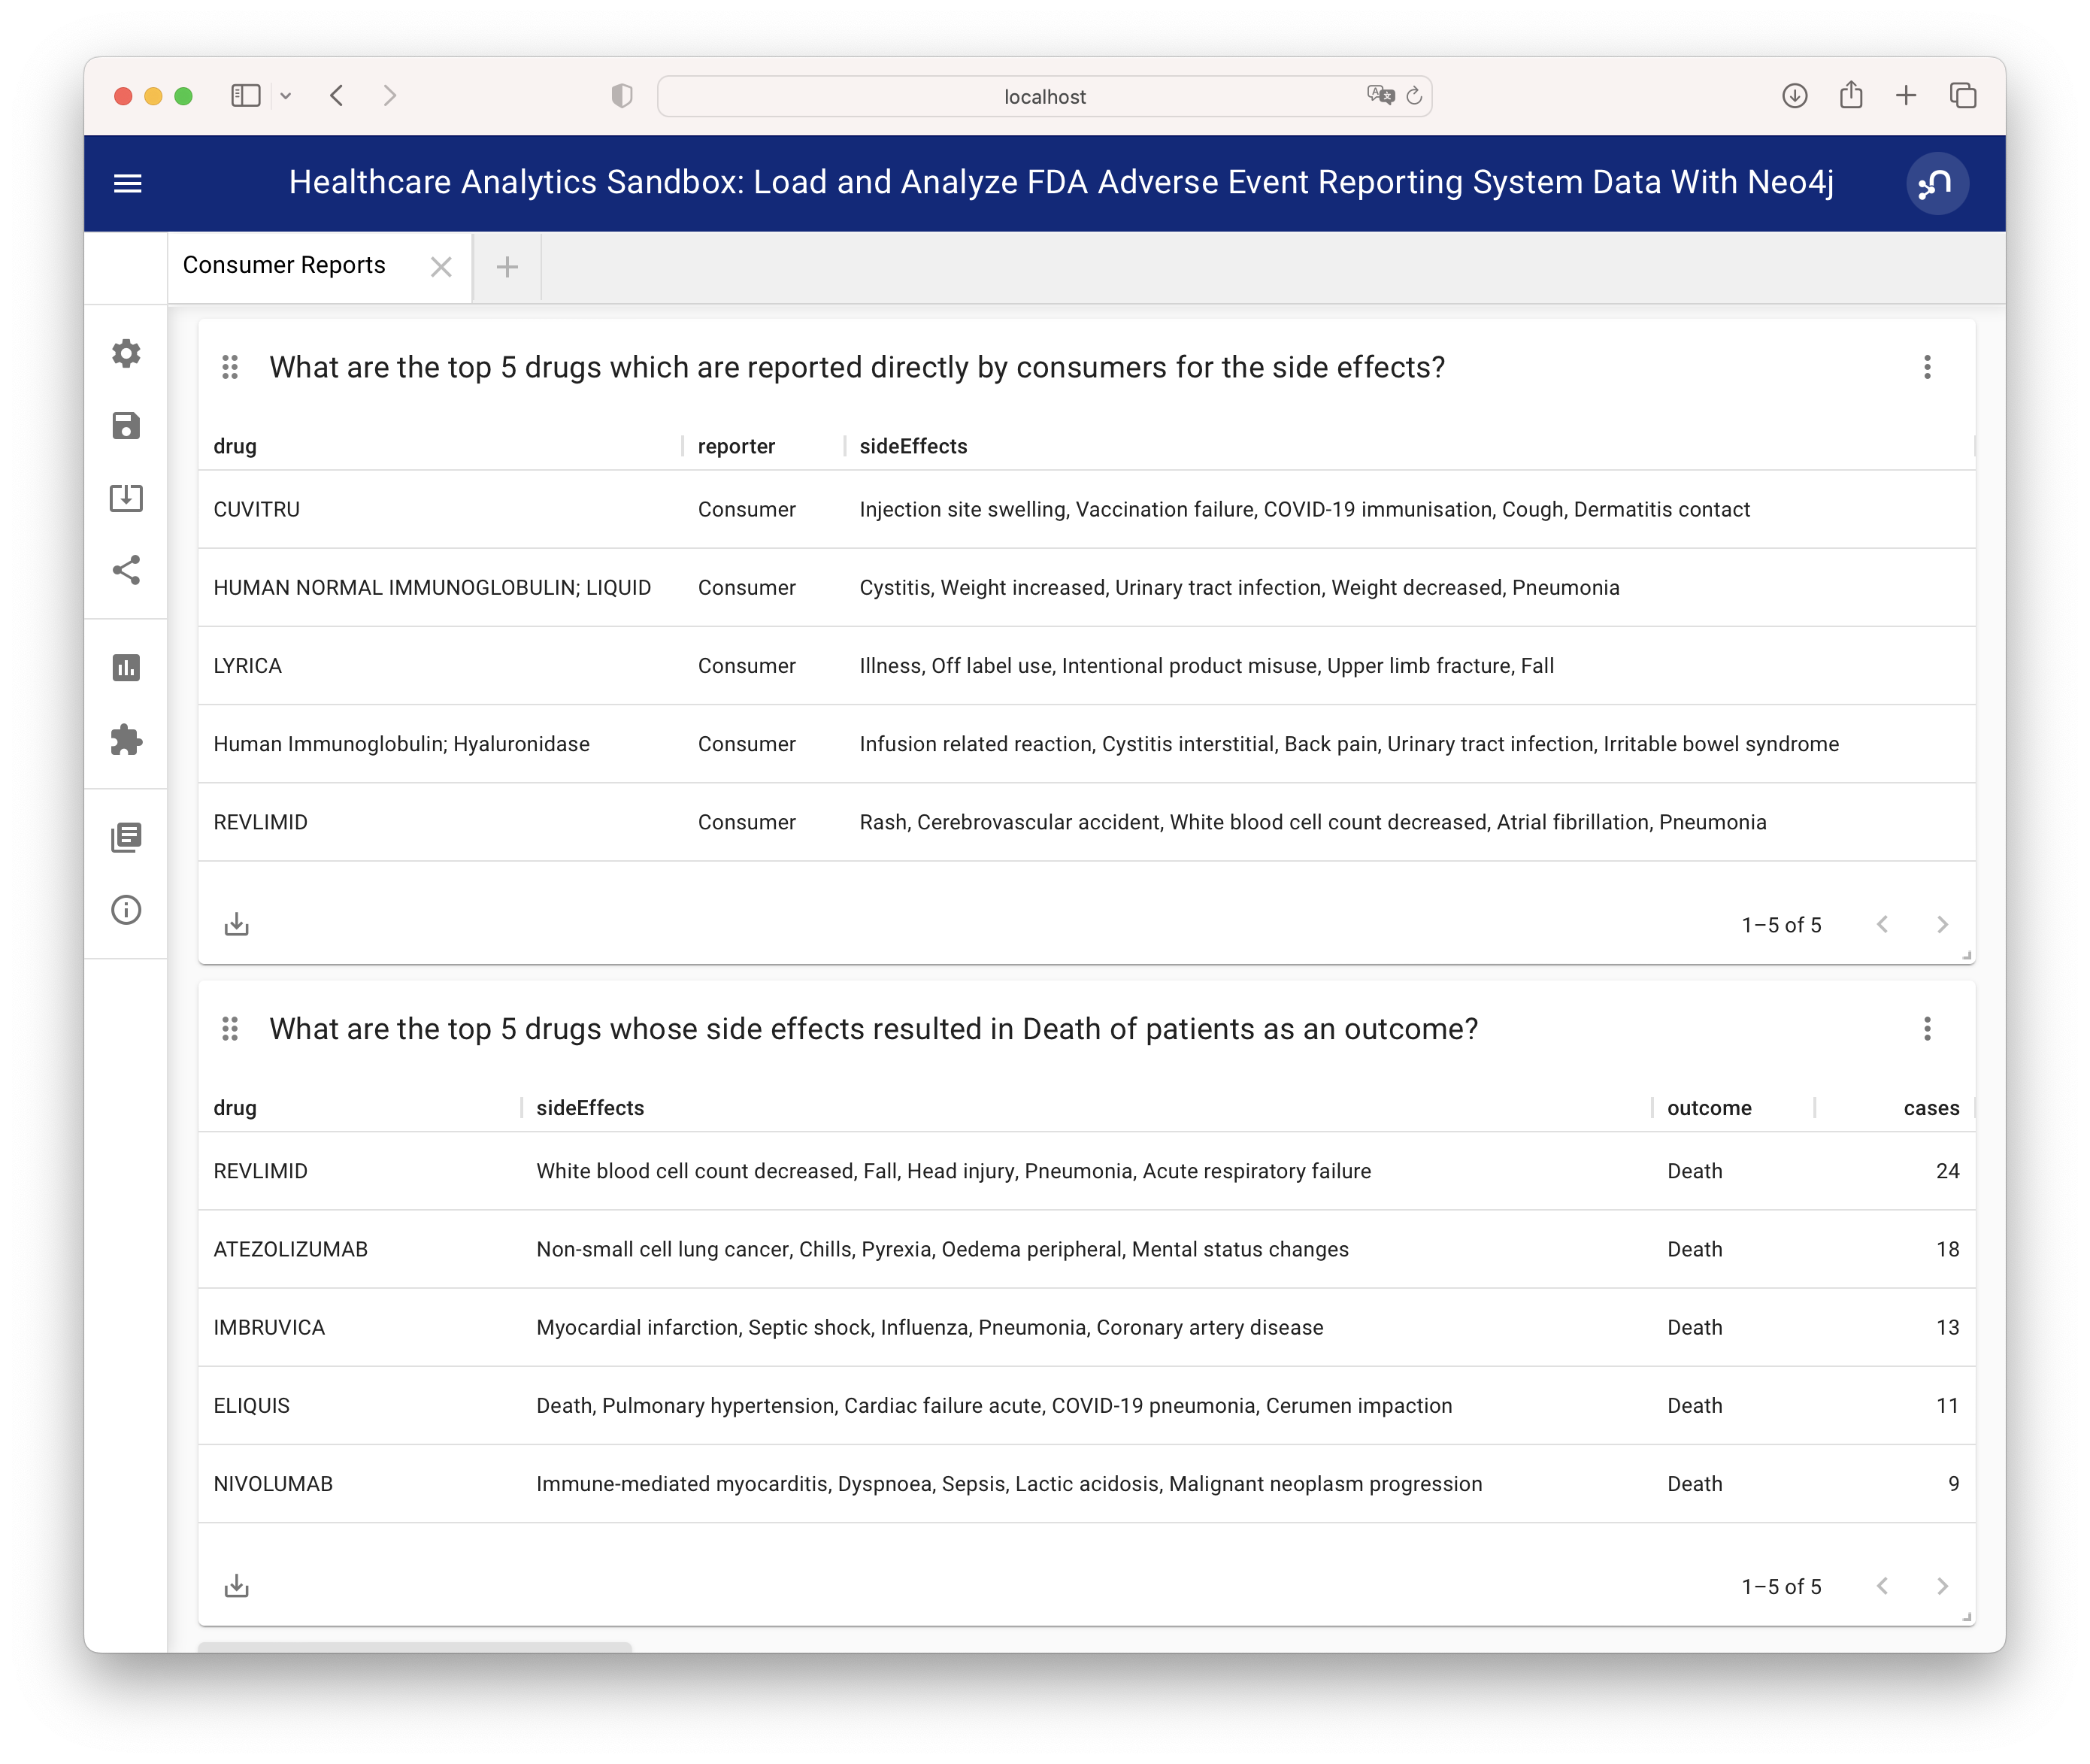 localhost
Healthcare Analytics Sandbox: Load and Analyze FDA Adverse Event Reporting System Data With Neo4j
Consumer Reports
What are the top 5 drugs which are reported directly by consumers for the side effects?
drug reporter sideEffects
CUVITRU Consumer Injection site swelling, Vaccination failure, COVID-19 immunisation, Cough, Dermatitis contact
HUMAN NORMAL IMMUNOGLOBULIN; LIQUID Consumer Cystitis, Weight increased, Urinary tract infection, Weight decreased, Pneumonia
LYRICA Consumer Illness, Off label use, Intentional product misuse, Upper limb fracture, Fall
Human Immunoglobulin; Hyaluronidase Consumer Infusion related reaction, Cystitis interstitial, Back pain, Urinary tract infection, Irritable bowel syndrome
REVLIMID Consumer Rash, Cerebrovascular accident, White blood cell count decreased, Atrial fibrillation, Pneumonia
1–5 of 5
What are the top 5 drugs whose side effects resulted in Death of patients as an outcome?
drug sideEffects outcome cases
REVLIMID White blood cell count decreased, Fall, Head injury, Pneumonia, Acute respiratory failure Death 24
ATEZOLIZUMAB Non-small cell lung cancer, Chills, Pyrexia, Oedema peripheral, Mental status changes Death 18
IMBRUVICA Myocardial infarction, Septic shock, Influenza, Pneumonia, Coronary artery disease Death 13
ELIQUIS Death, Pulmonary hypertension, Cardiac failure acute, COVID-19 pneumonia, Cerumen impaction Death 11
NIVOLUMAB Immune-mediated myocarditis, Dyspnoea, Sepsis, Lactic acidosis, Malignant neoplasm progression Death 9
1–5 of 5